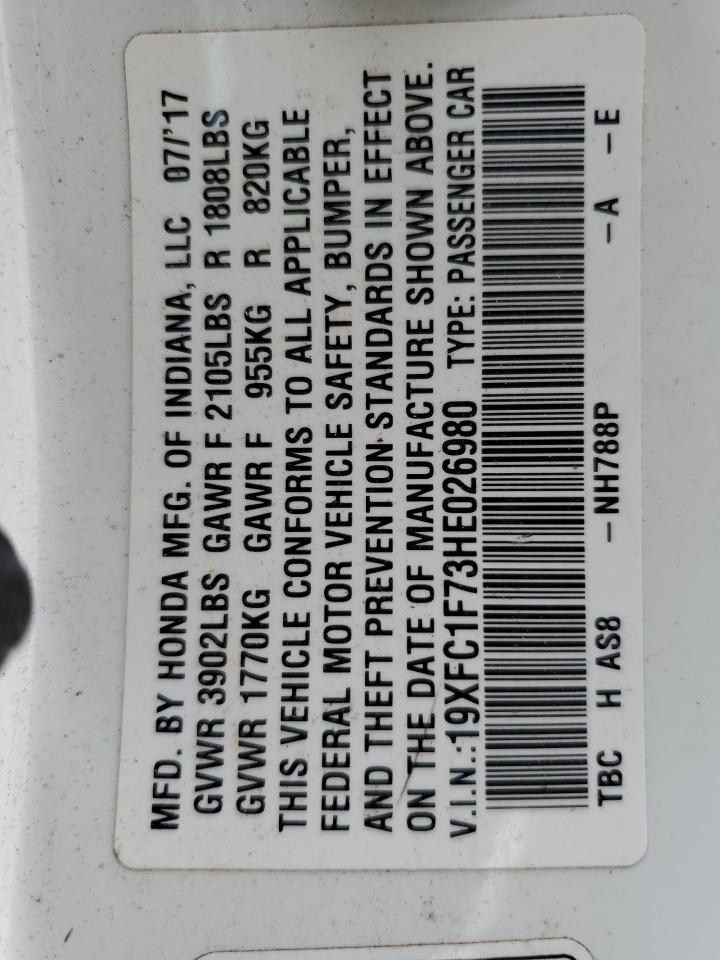 MFD. BY HONDA MFG. OF INDIANA, LLC 07/'17
GVWR 3902LBS GAWR F 2105LBS R 1808LBS
GVWR 1770KG GAWR F 955KG R 820KG
THIS VEHICLE CONFORMS TO ALL APPLICABLE
FEDERAL MOTOR VEHICLE SAFETY, BUMPER,
AND THEFT PREVENTION STANDARDS IN EFFECT
ON THE DATE OF MANUFACTURE SHOWN ABOVE.
V.I.N.:19XFC1F73HE026980 TYPE: PASSENGER CAR
TBC H AS8 -NH788P -A -E